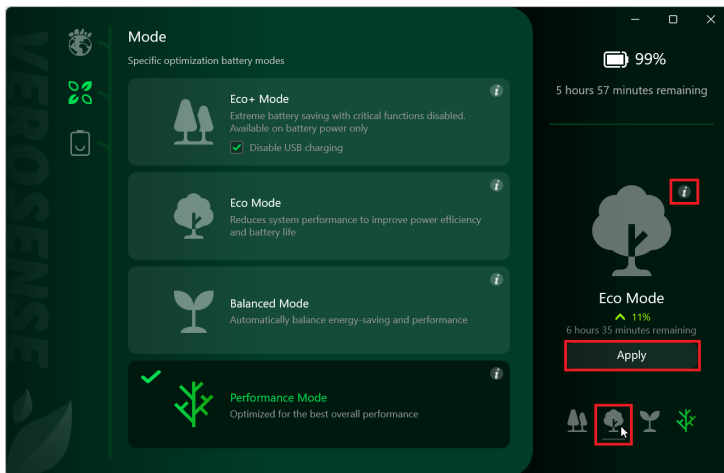 VEROSENSE
Mode
Specific optimization battery modes
Eco+ Mode
Extreme battery saving with critical functions disabled.
Available on battery power only
Disable USB charging
Eco Mode
Reduces system performance to improve power efficiency
and battery life
Balanced Mode
Automatically balance energy-saving and performance
Performance Mode
Optimized for the best overall performance
99%
5 hours 57 minutes remaining
Eco Mode
11%
6 hours 35 minutes remaining
Apply